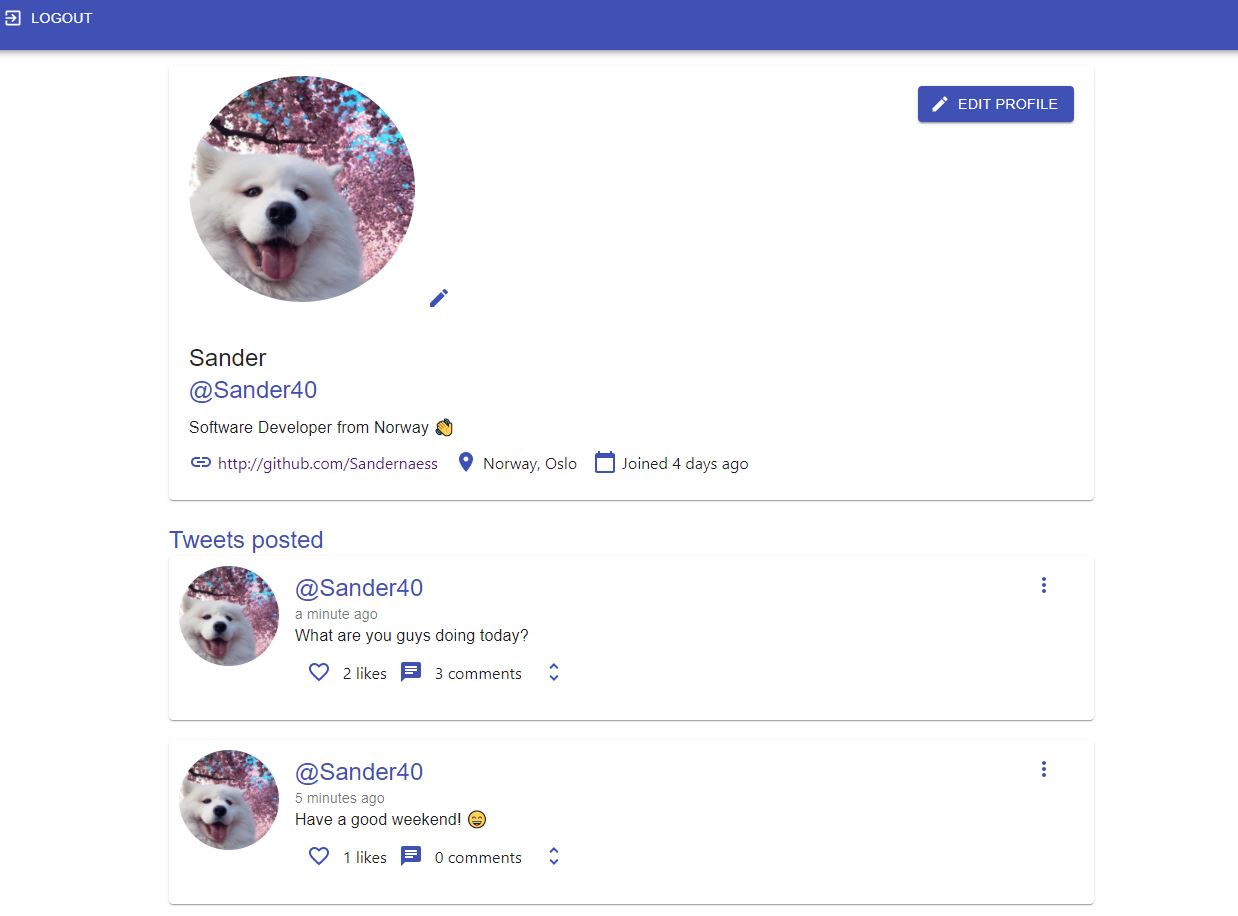 LOGOUT
EDIT PROFILE
Sander
@Sander40
Software Developer from Norway 👏
http://github.com/Sandernaess Norway, Oslo Joined 4 days ago
Tweets posted
@Sander40
a minute ago
What are you guys doing today?
2 likes 3 comments
@Sander40
5 minutes ago
Have a good weekend! 😄
1 likes 0 comments